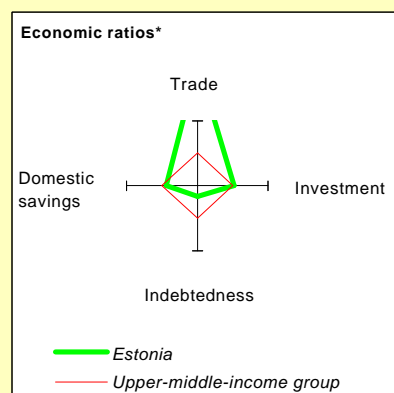 Economic ratios*
Trade
Domestic
savings
Investment
Indebtedness
Estonia
Upper-middle-income group